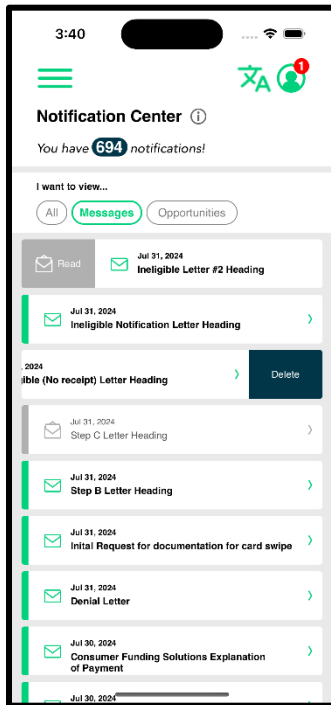 3:40
文A
1
Notification Center
You have 694 notifications!
I want to view...
All Messages Opportunities
Read
Jul 31, 2024
Ineligible Letter #2 Heading
Jul 31, 2024
Ineligible Notification Letter Heading
, 2024
ible (No receipt) Letter Heading
Delete
Jul 31, 2024
Step C Letter Heading
Jul 31, 2024
Step B Letter Heading
Jul 31, 2024
Inital Request for documentation for card swipe
Jul 31, 2024
Denial Letter
Jul 30, 2024
Consumer Funding Solutions Explanation
of Payment
Jul 30, 2024